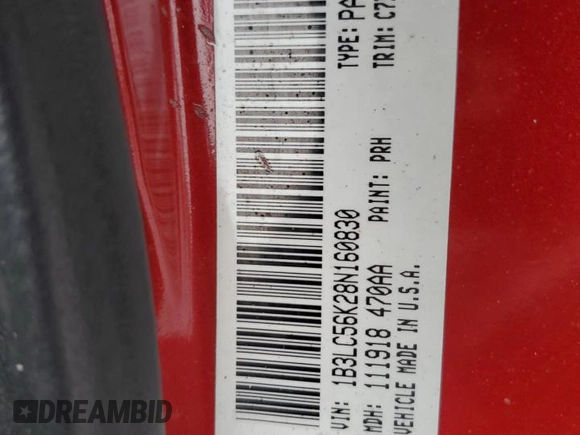 TYPE: PA
TRIM: C7
VIN: 1B3LC56K28N160830
MDH: 111918 470AA PAINT: PRH
VEHICLE MADE IN U.S.A.
DREAMBID